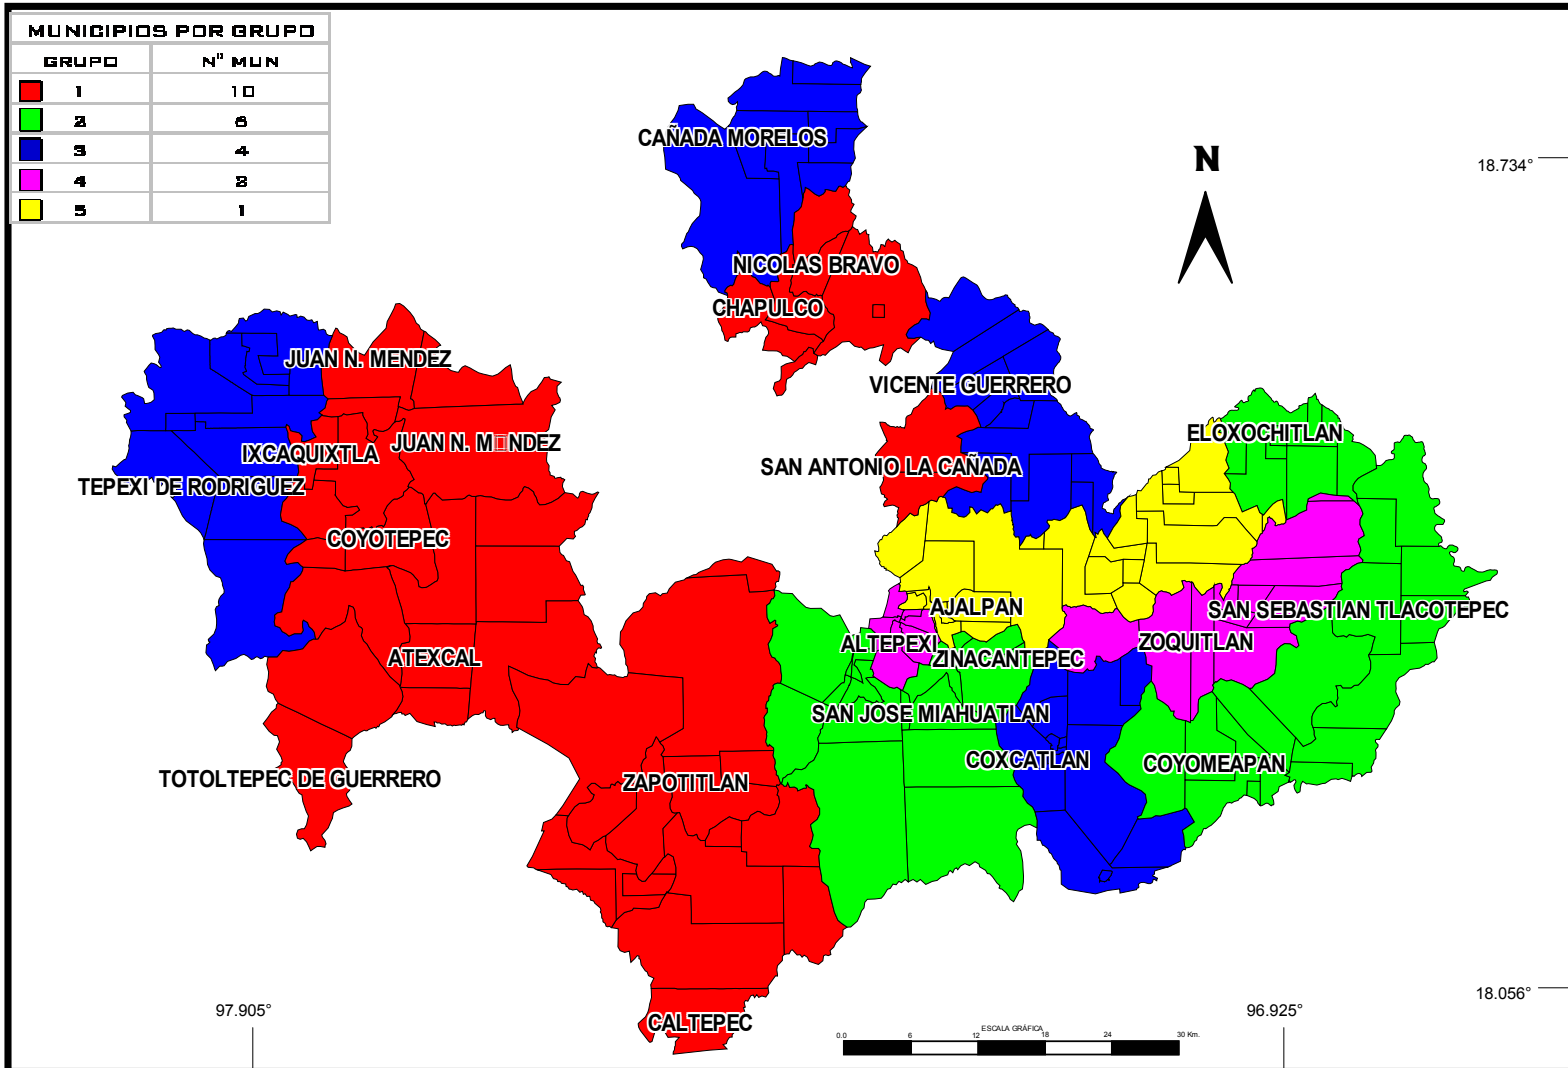 MUNICIPIOS POR GRUPO
GRUPO N° MUN
1 10
2 6
3 4
4 2
5 1
CAÑADA MORELOS
N
18.734°
NICOLAS BRAVO
CHAPULCO
JUAN N. MENDEZ
VICENTE GUERRERO
ELOXOCHITLAN
JUAN N. M□NDEZ
IXCAQUIXTLA
SAN ANTONIO LA CAÑADA
TEPEXI DE RODRIGUEZ
COYOTEPEC
AJALPAN
SAN SEBASTIAN TLACOTEPEC
ALTEPEXI
ZOQUITLAN
ATEXCAL
ZINACANTEPEC
SAN JOSE MIAHUATLAN
COXCATLAN
COYOMEAPAN
TOTOLTEPEC DE GUERRERO
ZAPOTITLAN
18.056°
97.905°
96.925°
CALTEPEC
ESCALA GRÁFICA
0.0 6 12 18 24 30 Km.